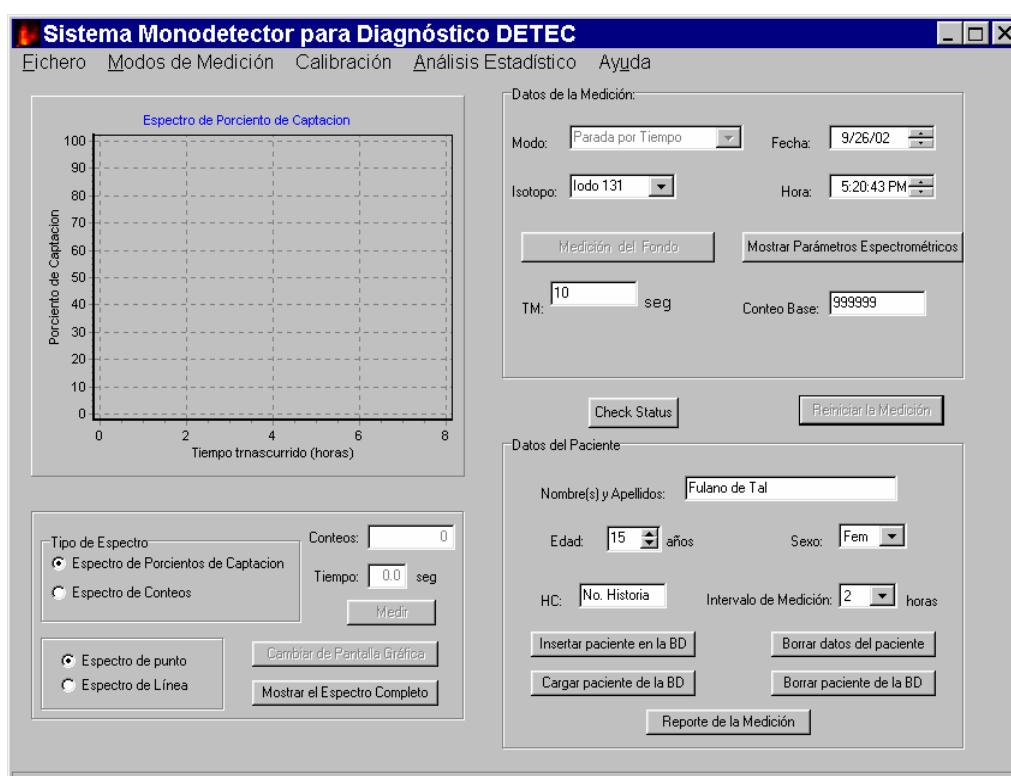 Sistema Monodetector para Diagnóstico DETEC
Fichero Modos de Medición Calibración Análisis Estadístico Ayuda
Espectro de Porciento de Captacion
Porciento de Captacion
100
90
80
70
60
50
40
30
20
10
0
0 2 4 6 8
Tiempo trnascurrido (horas)
Datos de la Medición:
Modo: Parada por Tiempo Fecha: 9/26/02
Isotopo: Iodo 131 Hora: 5:20:43 PM
Medición del Fondo Mostrar Parámetros Espectrométricos
TM: 10 seg Conteo Base: 999999
Check Status Reiniciar la Medición
Tipo de Espectro
Espectro de Porcientos de Captacion
Espectro de Conteos
Conteos: 0
Tiempo: 0.0 seg
Medir
Espectro de punto
Espectro de Línea
Cambiar de Pantalla Gráfica
Mostrar el Espectro Completo
Datos del Paciente
Nombre(s) y Apellidos: Fulano de Tal
Edad: 15 años Sexo: Fem
HC: No. Historia Intervalo de Medición: 2 horas
Insertar paciente en la BD Borrar datos del paciente
Cargar paciente de la BD Borrar paciente de la BD
Reporte de la Medición